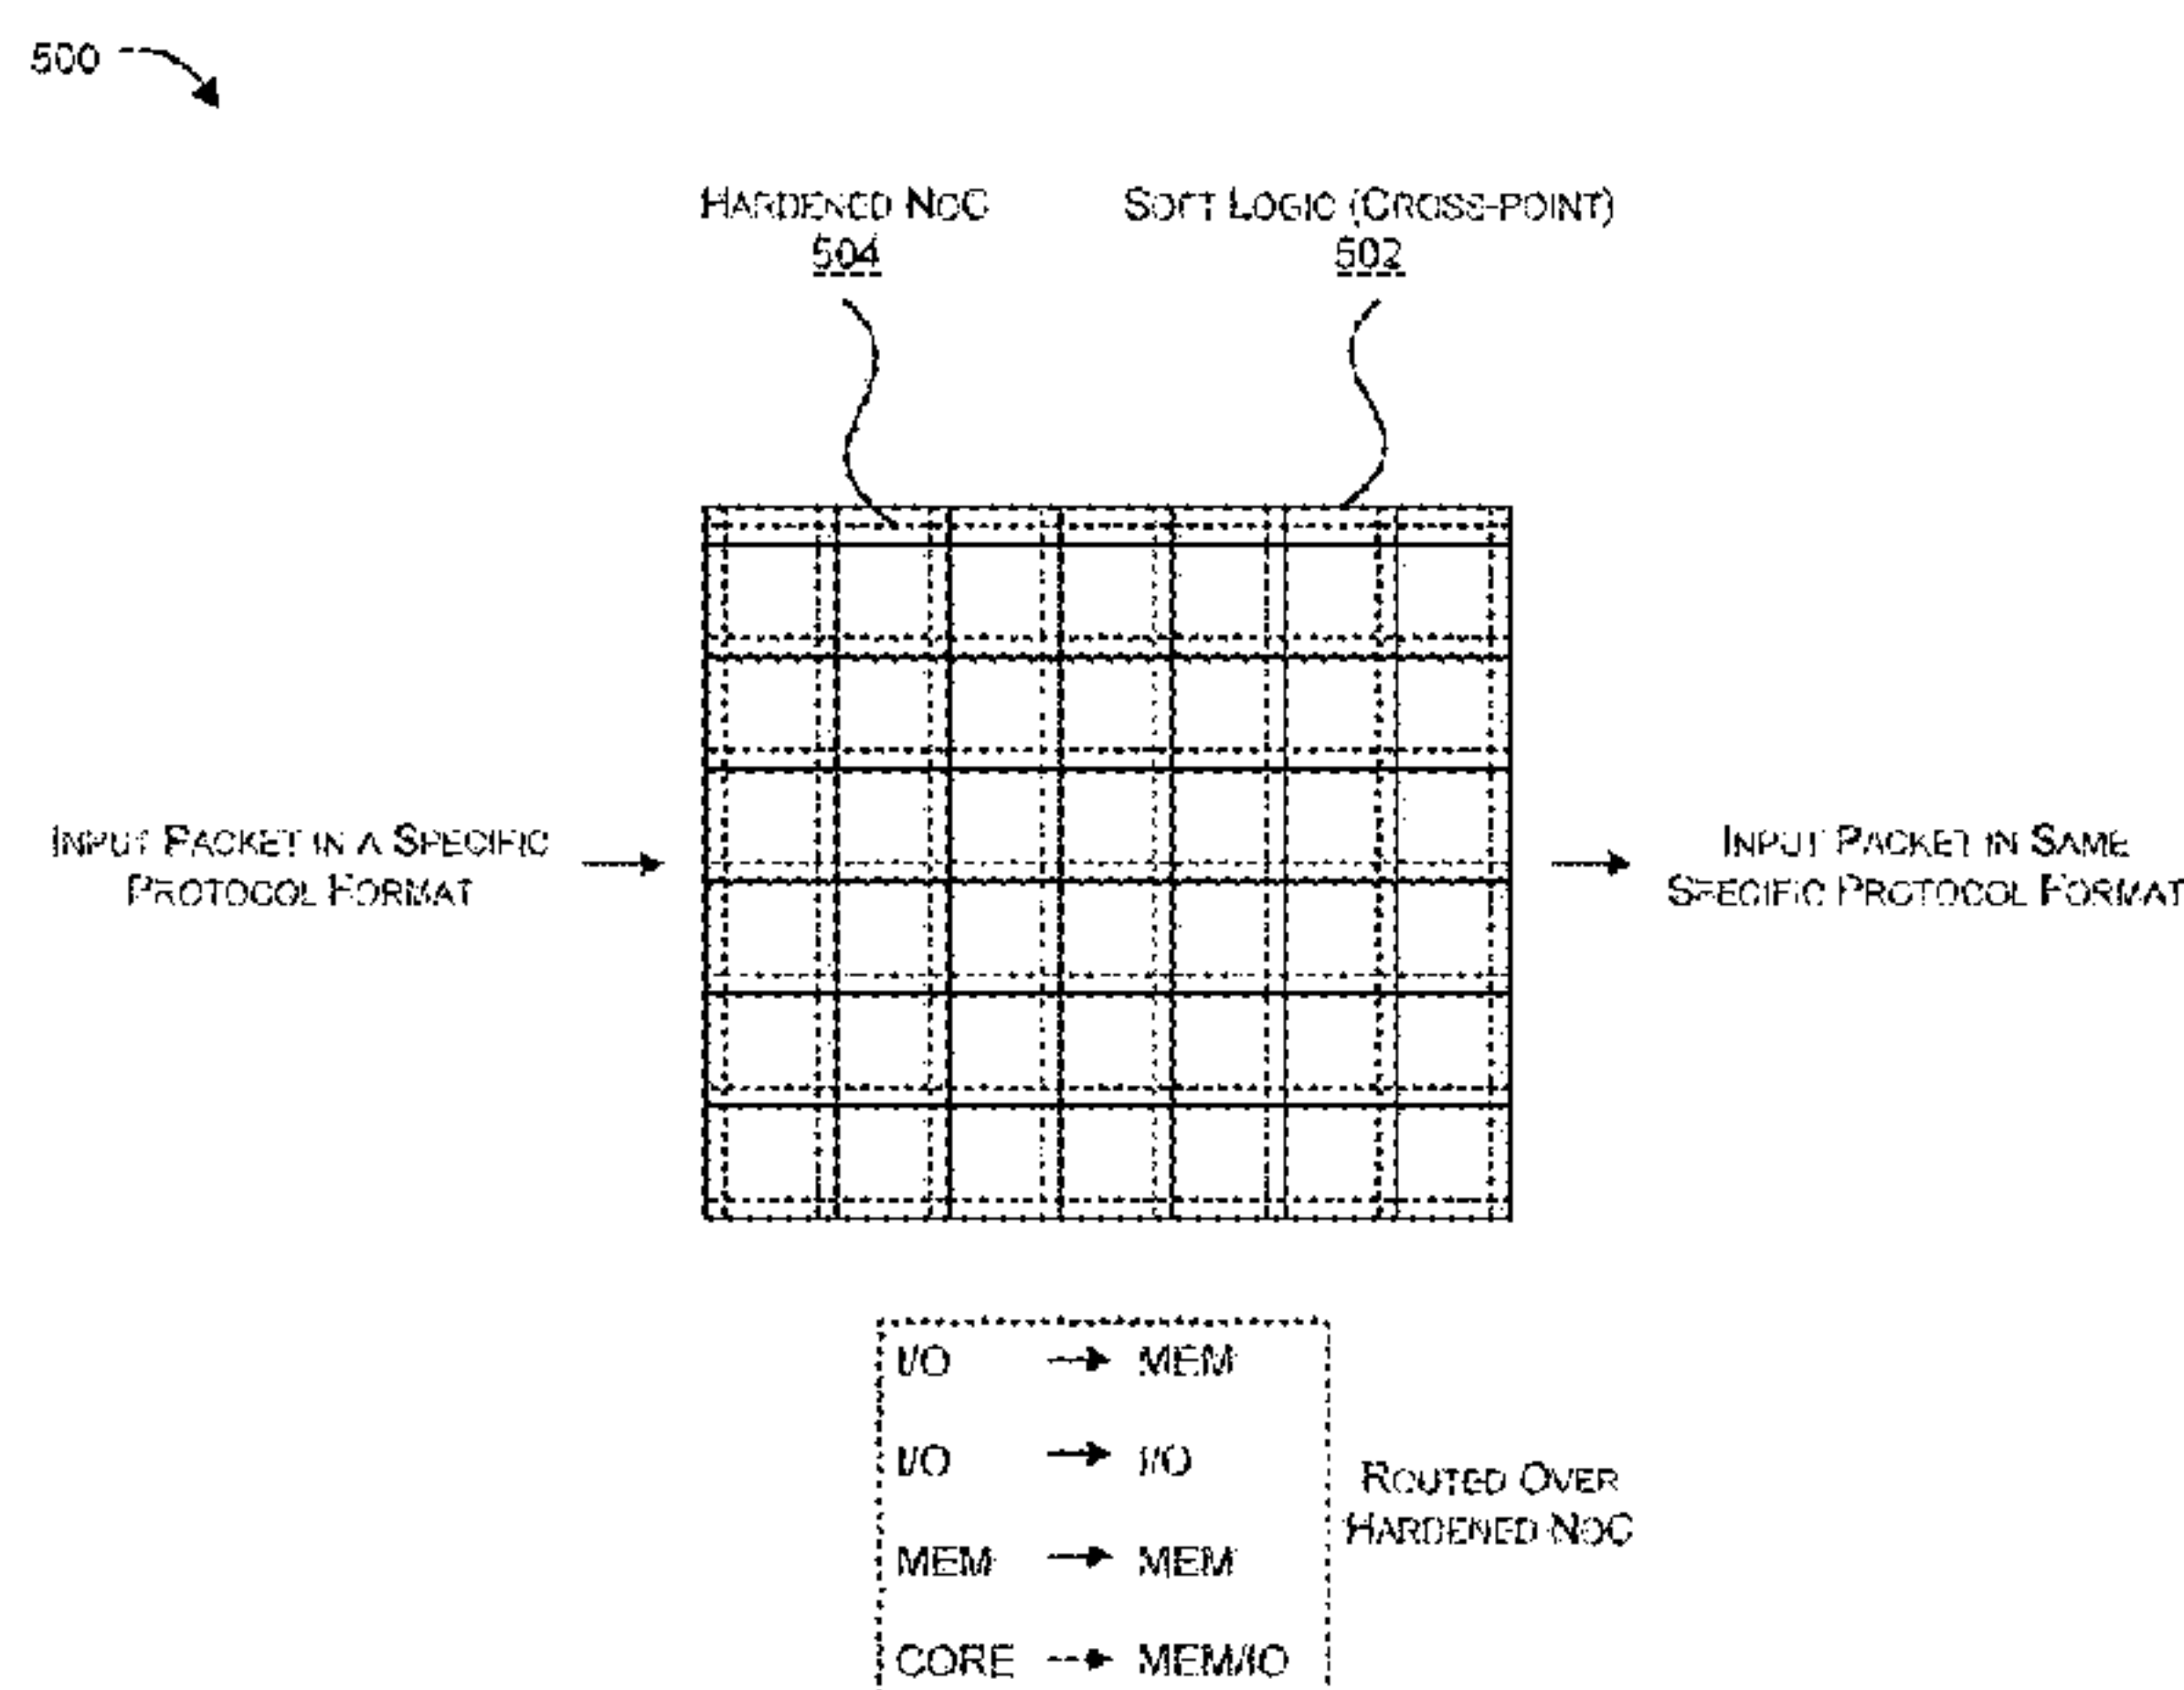 500
HARDENED NOC
504
SOFT LOGIC (CROSS-POINT)
502
INPUT PACKET IN A SPECIFIC
PROTOCOL FORMAT
INPUT PACKET IN SAME
SPECIFIC PROTOCOL FORMAT
I/O → MEM
I/O → I/O
MEM → MEM
CORE → MEM/IO
ROUTED OVER
HARDENED NOC